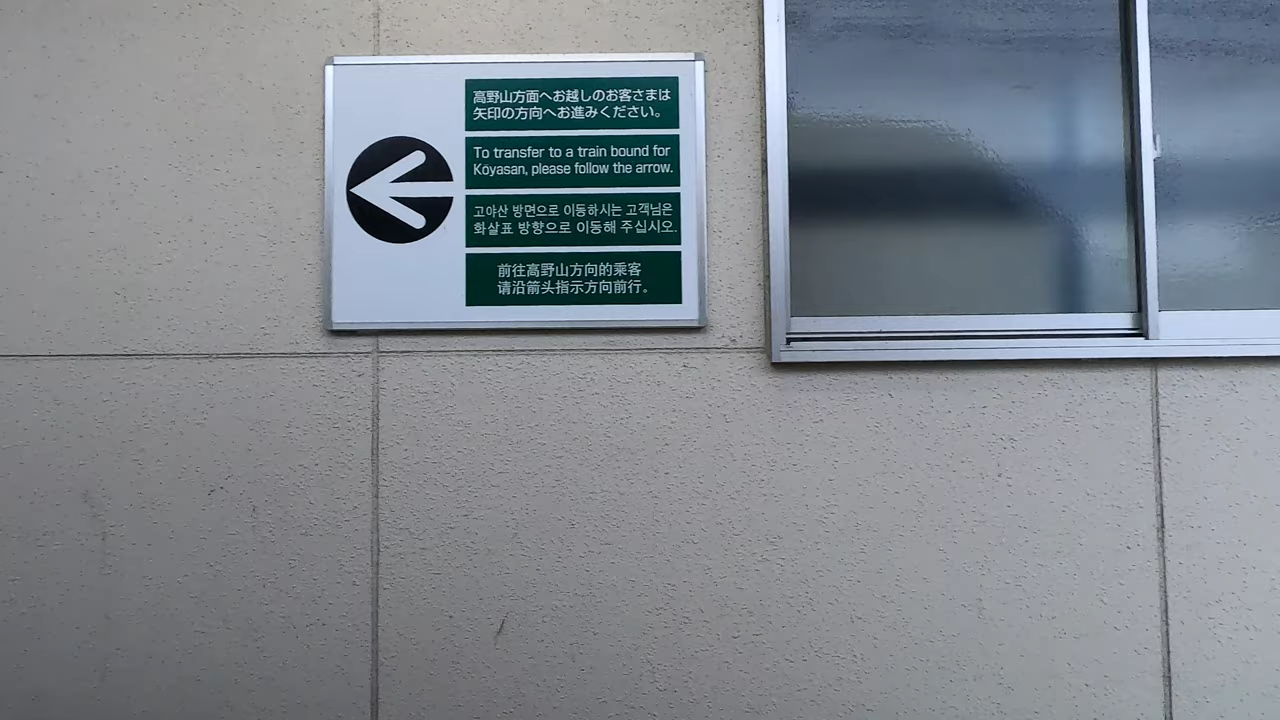 高野山方面へお越しのお客さまは
矢印の方向へお進みください。
To transfer to a train bound for
Kōyasan, please follow the arrow.
고야산 방면으로 이동하시는 고객님은
화살표 방향으로 이동해 주십시오.
前往高野山方向的乘客
请沿箭头指示方向前行。